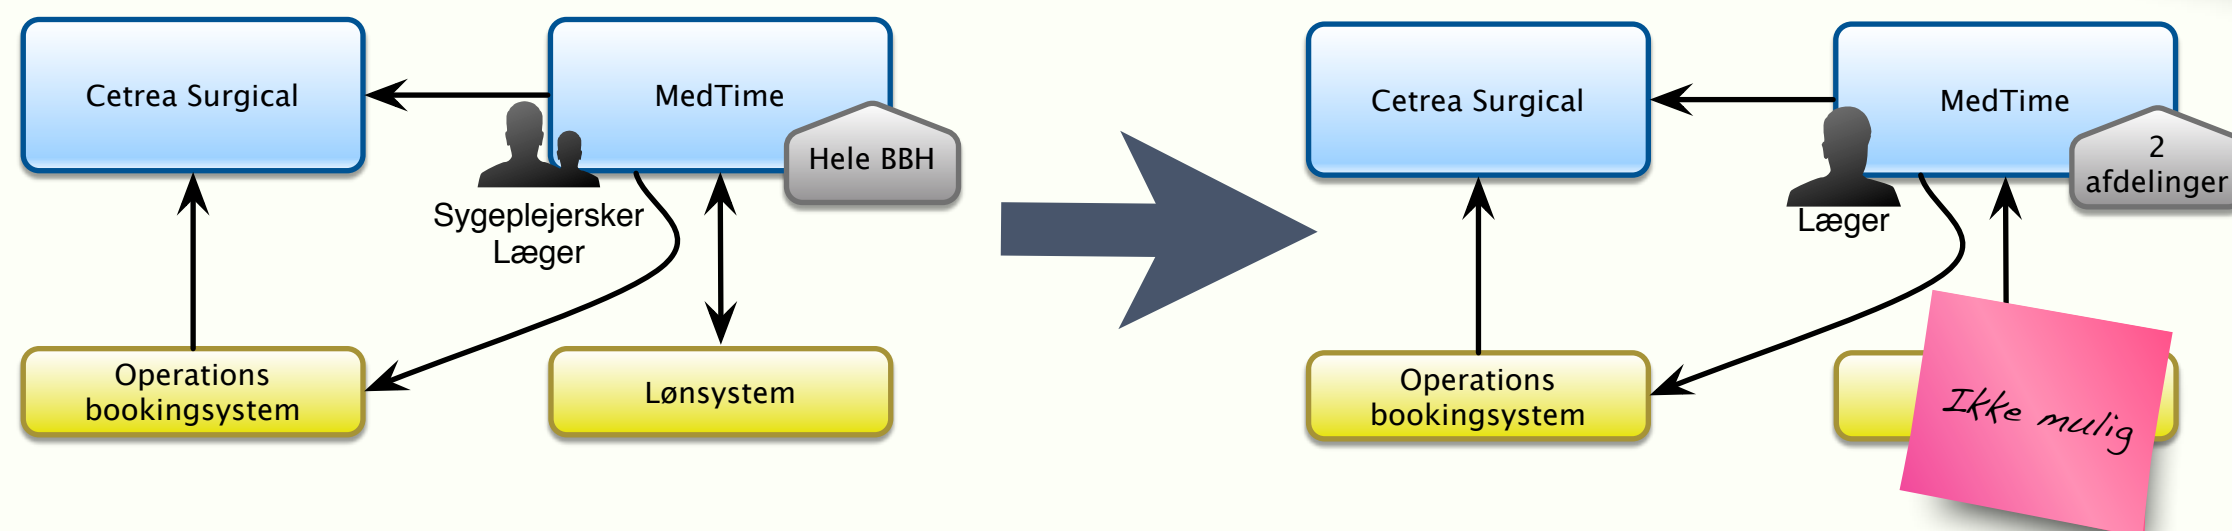 Cetrea Surgical
MedTime
Hele BBH
Sygeplejersker
Læger
Operations
bookingsystem
Lønsystem
Cetrea Surgical
MedTime
2
afdelinger
Læger
Operations
bookingsystem
Ikke mulig